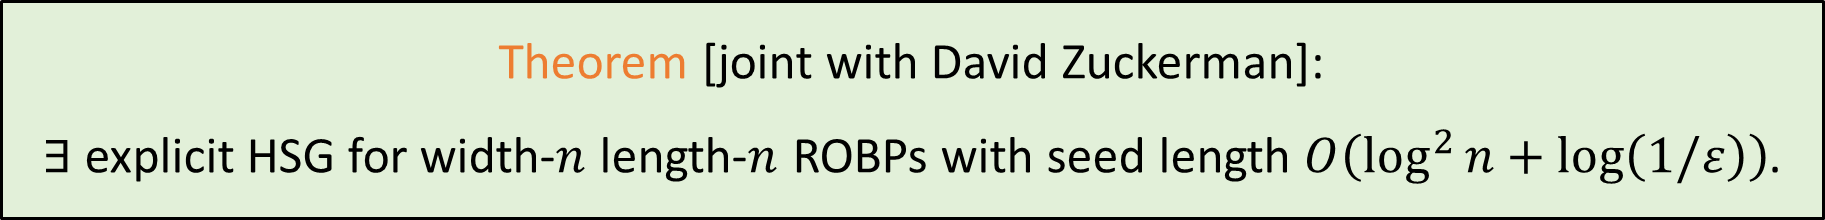 Theorem [joint with David Zuckerman]:
∃ explicit HSG for width-𝑛 length-𝑛 ROBPs with seed length 𝑂(log² 𝑛 + log(1/𝜀)).